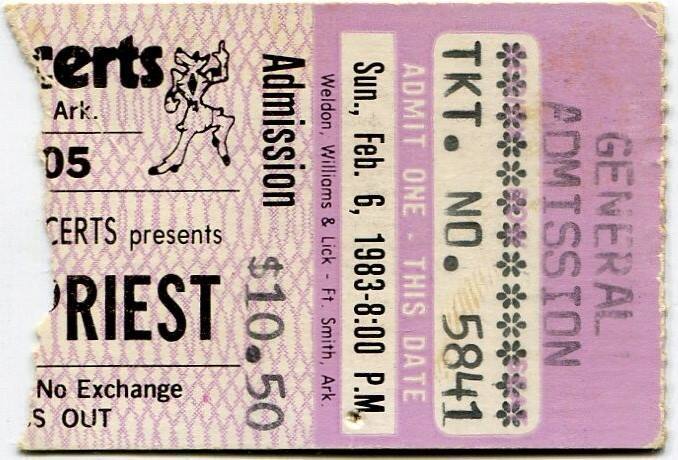 certs
Ark.
05
CERTS presents
PRIEST
No Exchange
S OUT
Admission
$10.50
Weldon, Williams & Lick - Ft. Smith, Ark.
Sun., Feb. 6, 1983-8:00 P.M.
ADMIT ONE - THIS DATE
TKT. NO. 5841
GENERAL
ADMISSION